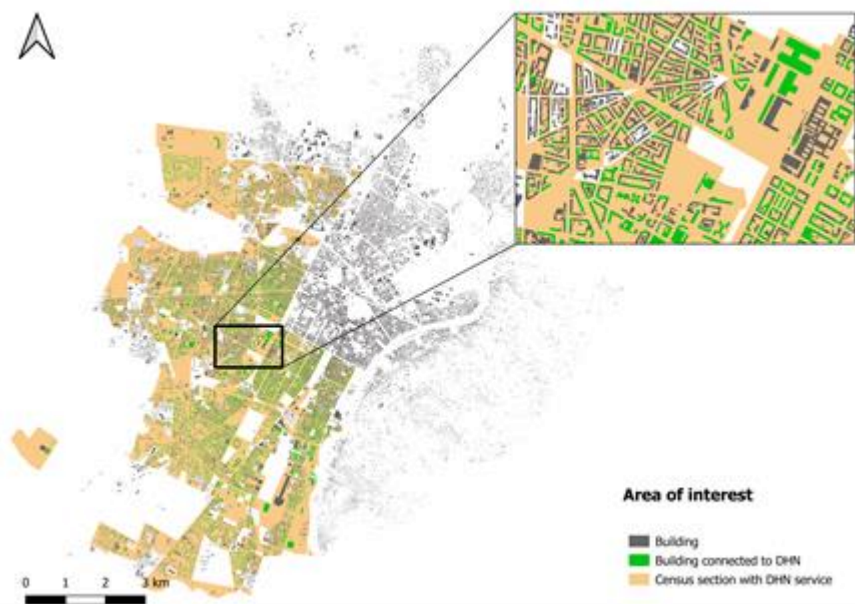 Area of interest
Building
Building connected to DHN
Census section with DHN service
0 1 2 3 km